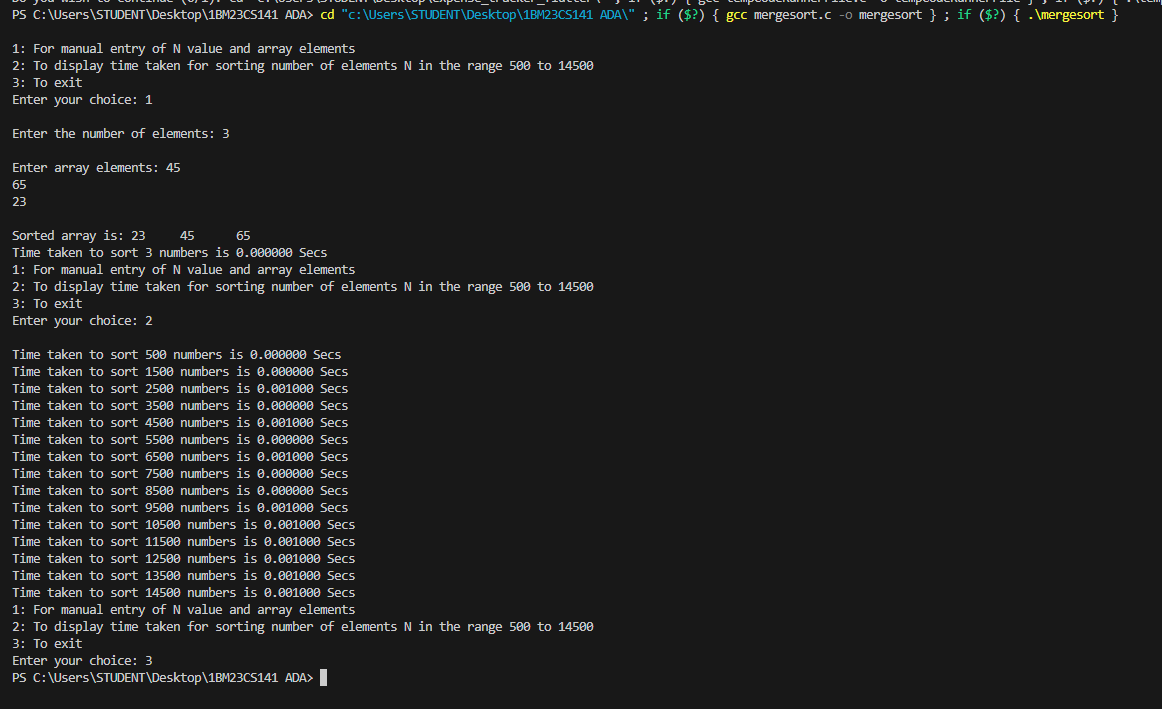 PS C:\Users\STUDENT\Desktop\1BM23CS141 ADA> cd "c:\Users\STUDENT\Desktop\1BM23CS141 ADA\" ; if ($?) { gcc mergesort.c -o mergesort } ; if ($?) { .\mergesort }
1: For manual entry of N value and array elements
2: To display time taken for sorting number of elements N in the range 500 to 14500
3: To exit
Enter your choice: 1
Enter the number of elements: 3
Enter array elements: 45
65
23
Sorted array is: 23     45      65
Time taken to sort 3 numbers is 0.000000 Secs
1: For manual entry of N value and array elements
2: To display time taken for sorting number of elements N in the range 500 to 14500
3: To exit
Enter your choice: 2
Time taken to sort 500 numbers is 0.000000 Secs
Time taken to sort 1500 numbers is 0.000000 Secs
Time taken to sort 2500 numbers is 0.001000 Secs
Time taken to sort 3500 numbers is 0.000000 Secs
Time taken to sort 4500 numbers is 0.001000 Secs
Time taken to sort 5500 numbers is 0.000000 Secs
Time taken to sort 6500 numbers is 0.001000 Secs
Time taken to sort 7500 numbers is 0.000000 Secs
Time taken to sort 8500 numbers is 0.000000 Secs
Time taken to sort 9500 numbers is 0.001000 Secs
Time taken to sort 10500 numbers is 0.001000 Secs
Time taken to sort 11500 numbers is 0.001000 Secs
Time taken to sort 12500 numbers is 0.001000 Secs
Time taken to sort 13500 numbers is 0.001000 Secs
Time taken to sort 14500 numbers is 0.001000 Secs
1: For manual entry of N value and array elements
2: To display time taken for sorting number of elements N in the range 500 to 14500
3: To exit
Enter your choice: 3
PS C:\Users\STUDENT\Desktop\1BM23CS141 ADA>